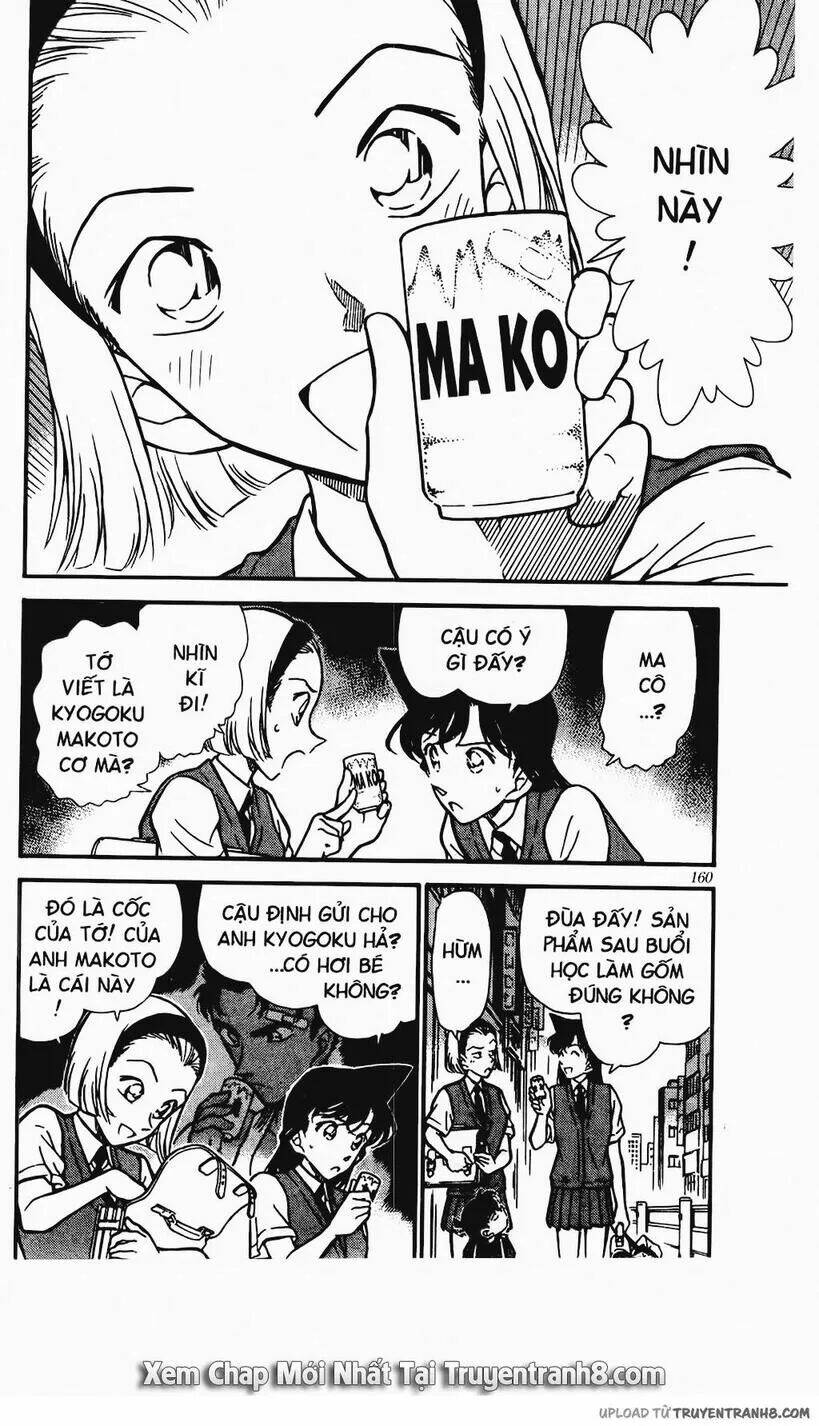 NHÌN
NÀY
!
MA KO
MA
CÔ
...?
CẬU CÓ Ý
GÌ ĐẤY?
NHÌN
KĨ
ĐI!
TỚ
VIẾT LÀ
KYOGOKU
MAKOTO
CƠ MÀ?
MA KO
160
ĐÙA ĐẤY! SẢN
PHẨM SAU BUỔI
HỌC LÀM GỐM
ĐÚNG KHÔNG
?
HỪM
...
CẬU ĐỊNH GỬI CHO
ANH KYOGOKU HẢ?
...CÓ HƠI BÉ
KHÔNG?
ĐÓ LÀ CỐC
CỦA TỚ! CỦA
ANH MAKOTO
LÀ CÁI NÀY
!
Xem Chap Mới Nhất Tại Truyentranh8.com
UPLOAD TỪ TRUYENTRANH8.COM